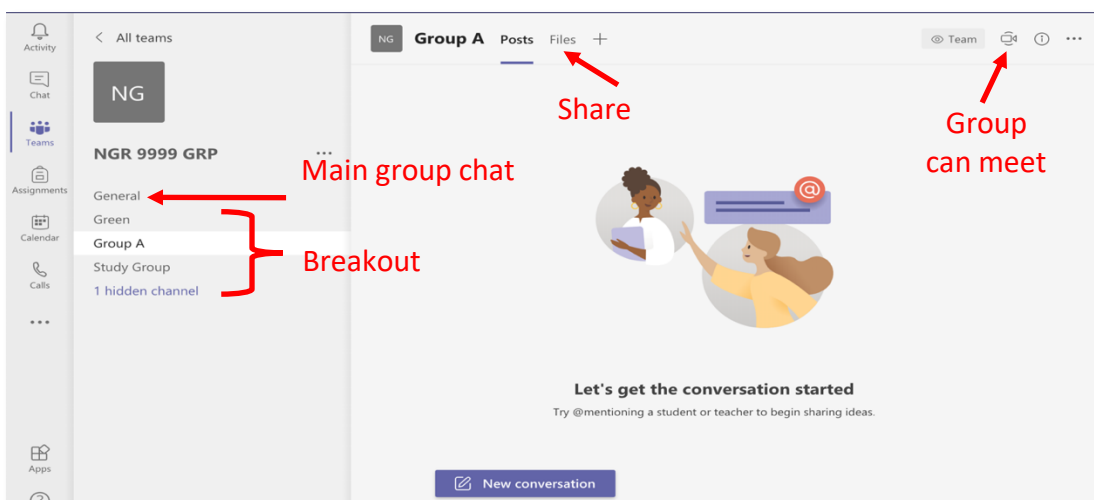 Activity
Chat
Teams
Assignments
Calendar
Calls
Apps
< All teams
NG
NGR 9999 GRP ...
General
Green
Group A
Study Group
1 hidden channel
Main group chat
Breakout
NG Group A Posts Files +
Team
Share
Group
can meet
@
Let's get the conversation started
Try @mentioning a student or teacher to begin sharing ideas.
New conversation